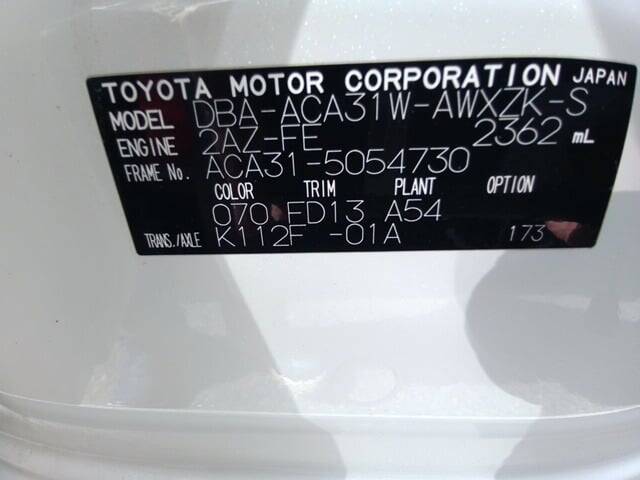 TOYOTA MOTOR CORPORATION JAPAN
MODEL DBA-ACA31W-AWXZK-S
ENGINE 2AZ-FE 2362 mL
FRAME No. ACA31-5054730
COLOR TRIM PLANT OPTION
070 FD13 A54
TRANS./AXLE K112F -01A 173